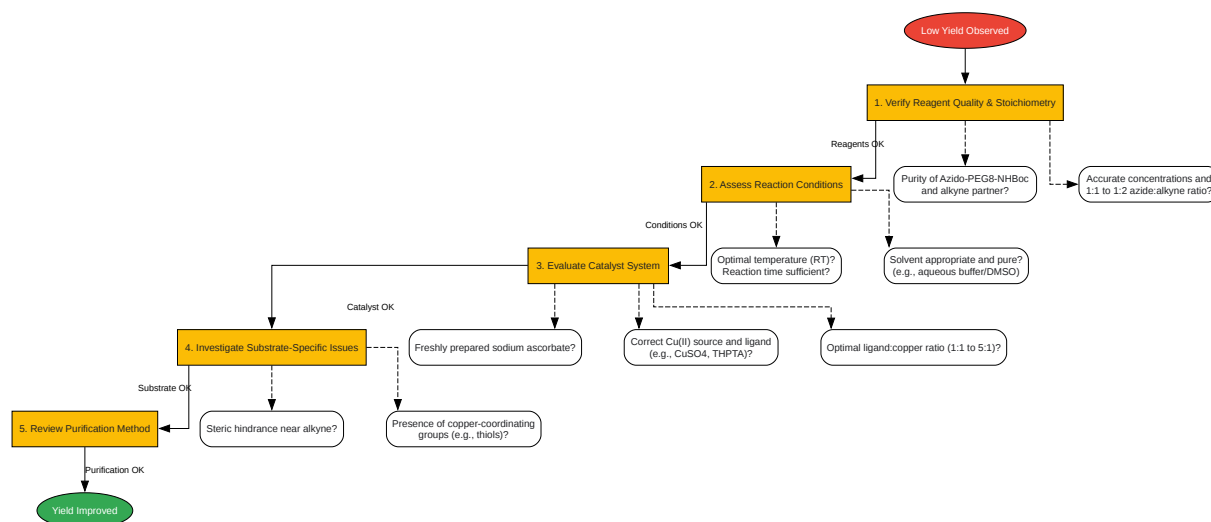 Low Yield Observed
1. Verify Reagent Quality & Stoichiometry
Reagents OK
Purity of Azido-PEG8-NHBoc
and alkyne partner?
Accurate concentrations and
1:1 to 1:2 azide:alkyne ratio?
2. Assess Reaction Conditions
Conditions OK
Optimal temperature (RT)?
Reaction time sufficient?
Solvent appropriate and pure?
(e.g., aqueous buffer/DMSO)
3. Evaluate Catalyst System
Catalyst OK
Freshly prepared sodium ascorbate?
Correct Cu(II) source and ligand
(e.g., CuSO4, THPTA)?
Optimal ligand:copper ratio (1:1 to 5:1)?
4. Investigate Substrate-Specific Issues
Substrate OK
Steric hindrance near alkyne?
Presence of copper-coordinating
groups (e.g., thiols)?
5. Review Purification Method
Purification OK
Yield Improved